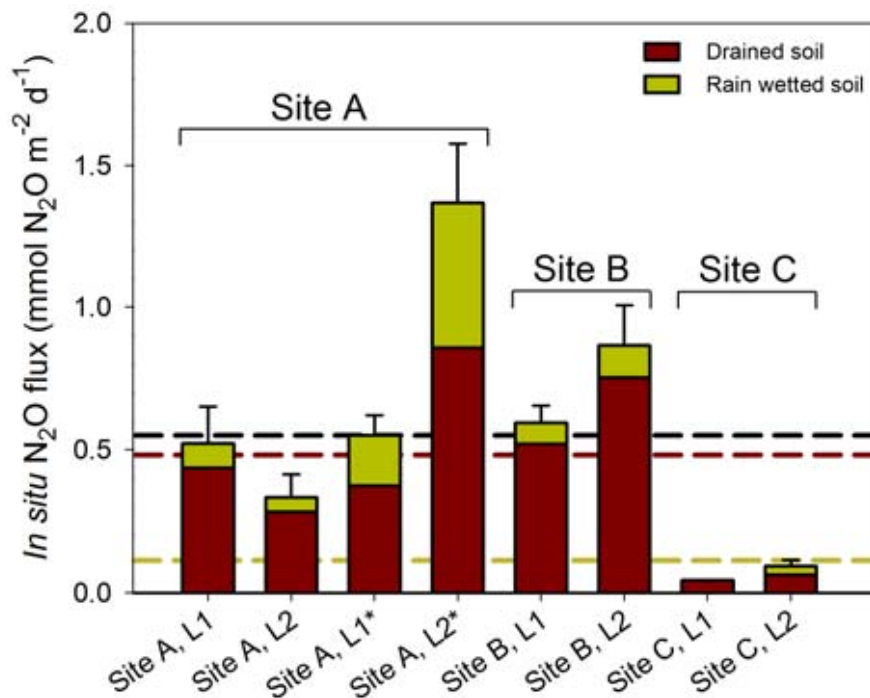 2.0
Drained soil
Rain wetted soil
Site A
1.5
Site B
Site C
1.0
0.5
0.0
In situ N₂O flux (mmol N₂O m⁻² d⁻¹)
Site A, L1
Site A, L2
Site A, L1*
Site A, L2*
Site B, L1
Site B, L2
Site C, L1
Site C, L2